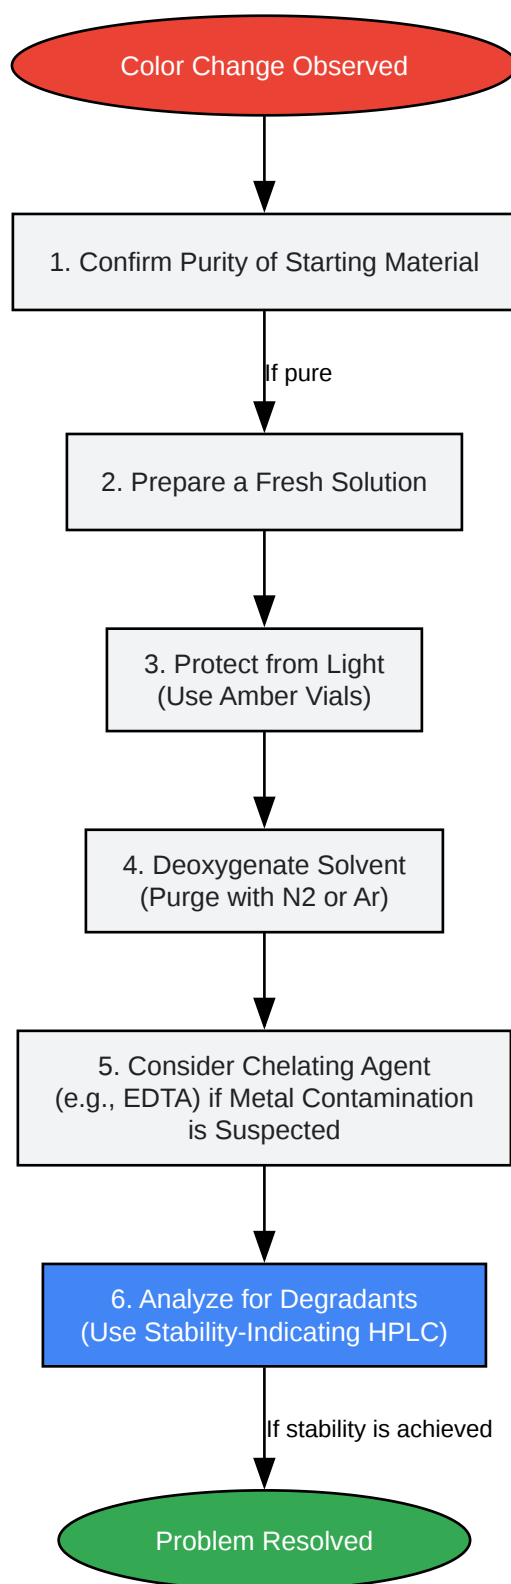 Color Change Observed
1. Confirm Purity of Starting Material
If pure
2. Prepare a Fresh Solution
3. Protect from Light
(Use Amber Vials)
4. Deoxygenate Solvent
(Purge with N2 or Ar)
5. Consider Chelating Agent
(e.g., EDTA) if Metal Contamination
is Suspected
6. Analyze for Degradants
(Use Stability-Indicating HPLC)
If stability is achieved
Problem Resolved